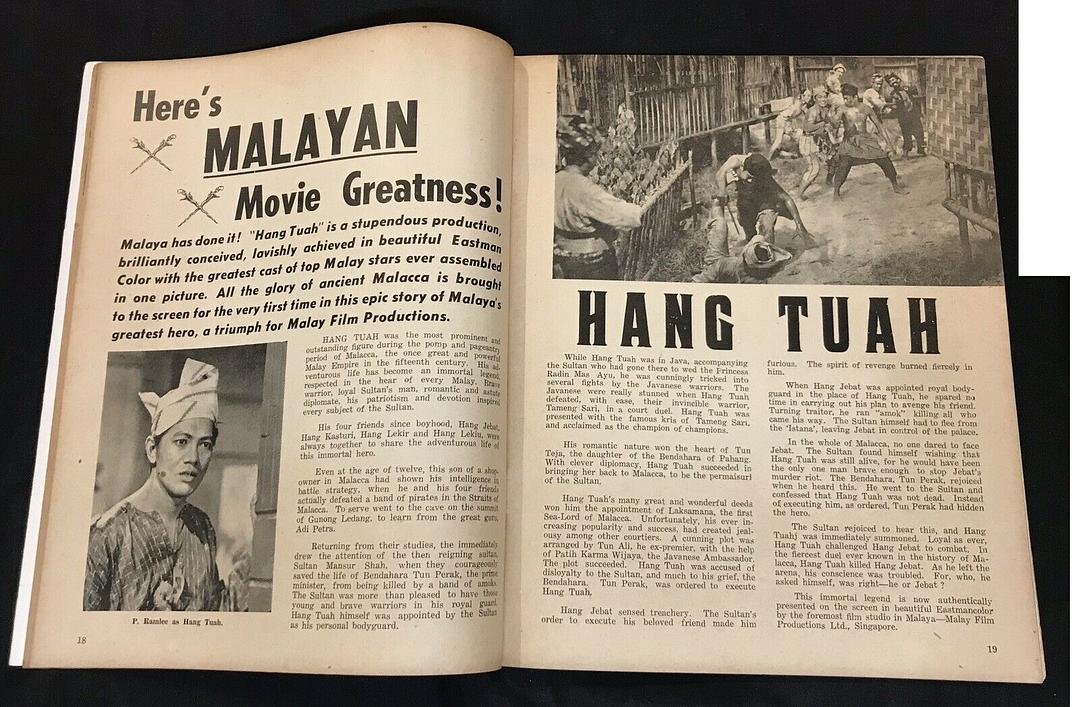 Here's
MALAYAN
Movie Greatness!
Malaya has done it! "Hang Tuah" is a stupendous production,
brilliantly conceived, lavishly achieved in beautiful Eastman
Color with the greatest cast of top Malay stars ever assembled
in one picture. All the glory of ancient Malacca is brought
to the screen for the very first time in this epic story of Malaya's
greatest hero, a triumph for Malay Film Productions.
HANG TUAH was the most prominent and
outstanding figure during the pomp and pageantry
period of Malacca, the once great and powerful
Malay Empire in the fifteenth century. His ad-
venturous life has become an immortal legend,
respected in the hear of every Malay. Brave
warrior, loyal Sultan's man, romantic and astute
diplomate, his patriotism and devotion inspired
every subject of the Sultan.
His four friends since boyhood, Hang Jebat,
Hang Kasturi, Hang Lekir and Hang Lekiu, were
always together to share the adventurous life of
this immortal hero.
Even at the age of twelve, this son of a shop-
owner in Malacca had shown his intelligence in
battle strategy, when he and his four friends
actually defeated a band of pirates in the Straits of
Malacca. To serve went to the cave on the summit
of Gunong Ledang, to learn from the great guru,
Adi Petra.
Returning from their studies, the immediately
drew the attention of the then reigning sultan,
Sultan Mansur Shah, when they courageously
saved the life of Bendahara Tun Perak, the prime
minister, from being killed by a band of amoks.
The Sultan was more than pleased to have those
young and brave warriors in his royal guard.
Hang Tuah himself was appointed by the Sultan
as his personal bodyguard.
P. Ramlee as Hang Tuah.
18
HANG TUAH
While Hang Tuah was in Java, accompanying
the Sultan who had gone there to wed the Princess
Radin Mas Ayu, he was cunningly tricked into
several fights by the Javanese warriors. The
Javanese were really stunned when Hang Tuah
defeated, with ease, their invincible warrior,
Tameng Sari, in a court duel. Hang Tuah was
presented with the famous kris of Tameng Sari,
and acclaimed as the champion of champions.
His romantic nature won the heart of Tun
Teja, the daughter of the Bendahara of Pahang.
With clever diplomacy, Hang Tuah succeeded in
bringing her back to Malacca, to be the permaisuri
of the Sultan.
Hang Tuah's many great and wonderful deeds
won him the appointment of Laksamana, the first
Sea-Lord of Malacca. Unfortunately, his ever in-
creasing popularity and success, had created jeal-
ousy among other courtiers. A cunning plot was
arranged by Tun Ali, he ex-premier, with the help
of Patih Karma Wijaya, the Javanese Ambassador.
The plot succeeded. Hang Tuah was accused of
disloyalty to the Sultan, and much to his grief, the
Bendahara, Tun Perak, was ordered to execute
Hang Tuah.
Hang Jebat sensed treachery. The Sultan's
order to execute his beloved friend made him
furious. The spirit of revenge burned fiercely in
him.
When Hang Jebat was appointed royal body-
guard in the place of Hang Tuah, he spared no
time in carrying out his plan to avenge his friend.
Turning traitor, he ran "amok" killing all who
came his way. The Sultan himself had to flee from
the 'Istana', leaving Jebat in control of the palace.
In the whole of Malacca, no one dared to face
Jebat. The Sultan found himself wishing that
Hang Tuah was still alive, for he would have been
the only one man brave enough to stop Jebat's
murder riot. The Bendahara, Tun Perak, rejoiced
when he heard this. He went to the Sultan and
confessed that Hang Tuah was not dead. Instead
of executing him, as ordered, Tun Perak had hidden
the hero.
The Sultan rejoiced to hear this, and Hang
Tuahj was immediately summoned. Loyal as ever,
Hang Tuah challenged Hang Jebat to combat. In
the fiercest duel ever known in the history of Ma-
lacca, Hang Tuah killed Hang Jebat. As he left the
arena, his conscience was troubled. For, who, he
asked himself, was right—he or Jebat?
This immortal legend is now authentically
presented on the screen in beautiful Eastmancolor
by the foremost film studio in Malaya—Malay Film
Productions Ltd., Singapore.
19